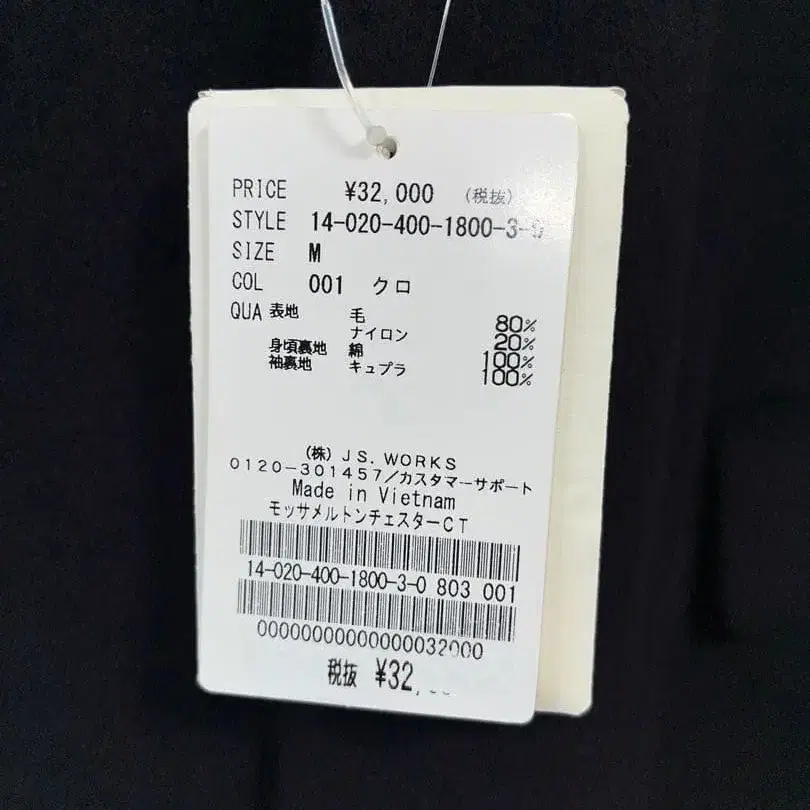 PRICE ¥32,000 (税抜)
STYLE 14-020-400-1800-3-0
SIZE M
COL 001 クロ
QUA 表地 毛 80%
ナイロン 20%
身頃裏地 綿 100%
袖裏地 キュプラ 100%
(株)JS.WORKS
0120-301457/カスタマーサポート
Made in Vietnam
モッサメルトンチェスターCT
14-020-400-1800-3-0 803 001
00000000000000032000
税抜 ¥32,